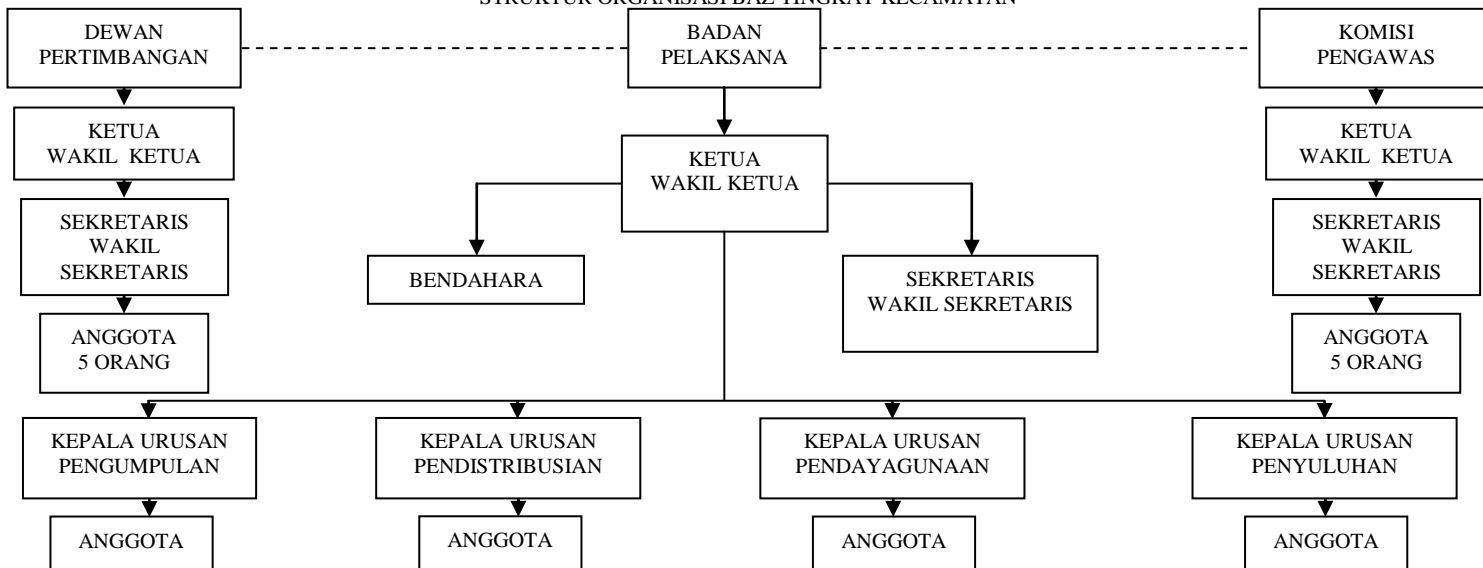 STRUKTUR ORGANISASI BAZ TINGKAT KECAMATAN
DEWAN
PERTIMBANGAN
BADAN
PELAKSANA
KOMISI
PENGAWAS
KETUA
WAKIL KETUA
KETUA
WAKIL KETUA
KETUA
WAKIL KETUA
SEKRETARIS
WAKIL
SEKRETARIS
BENDAHARA
SEKRETARIS
WAKIL SEKRETARIS
SEKRETARIS
WAKIL
SEKRETARIS
ANGGOTA
5 ORANG
ANGGOTA
5 ORANG
KEPALA URUSAN
PENGUMPULAN
KEPALA URUSAN
PENDISTRIBUSIAN
KEPALA URUSAN
PENDAYAGUNAAN
KEPALA URUSAN
PENYULUHAN
ANGGOTA
ANGGOTA
ANGGOTA
ANGGOTA